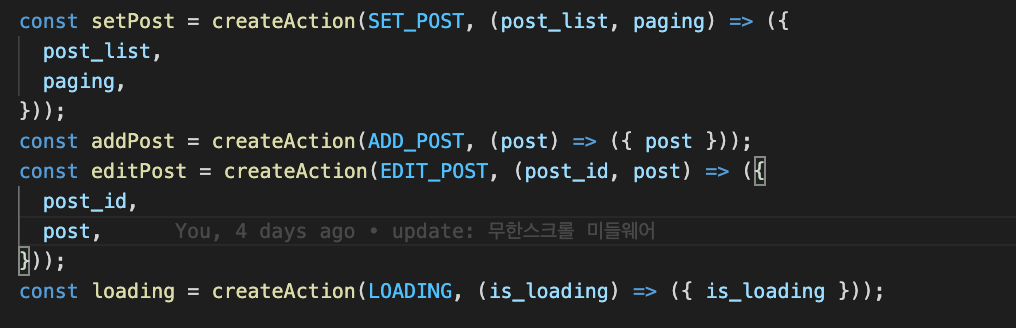 const setPost = createAction(SET_POST, (post_list, paging) => ({
  post_list,
  paging,
}));
const addPost = createAction(ADD_POST, (post) => ({ post }));
const editPost = createAction(EDIT_POST, (post_id, post) => ({
  post_id,
  post,      You, 4 days ago • update: 무한스크롤 미들웨어
}));
const loading = createAction(LOADING, (is_loading) => ({ is_loading }));